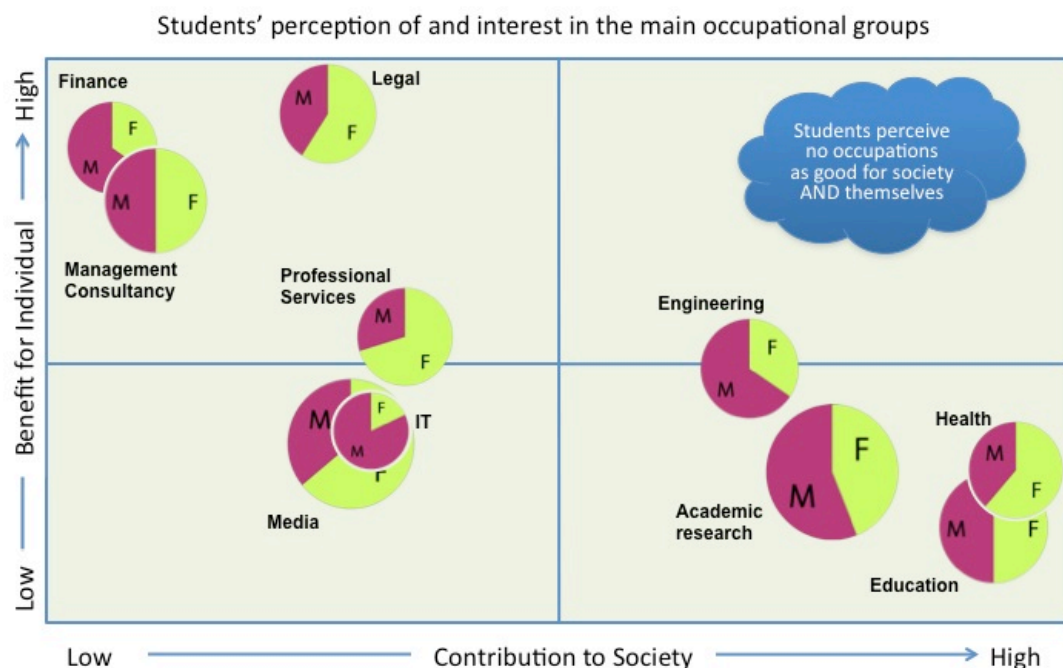 Students' perception of and interest in the main occupational groups
High
Benefit for Individual
Low
Finance
M
F
M
F
Management
Consultancy
Legal
M
F
Professional
Services
M
F
M
F
F
M
IT
Media
Students perceive
no occupations
as good for society
AND themselves
Engineering
F
M
F
M
Academic
research
Health
M
F
M
F
Education
Low
Contribution to Society
High